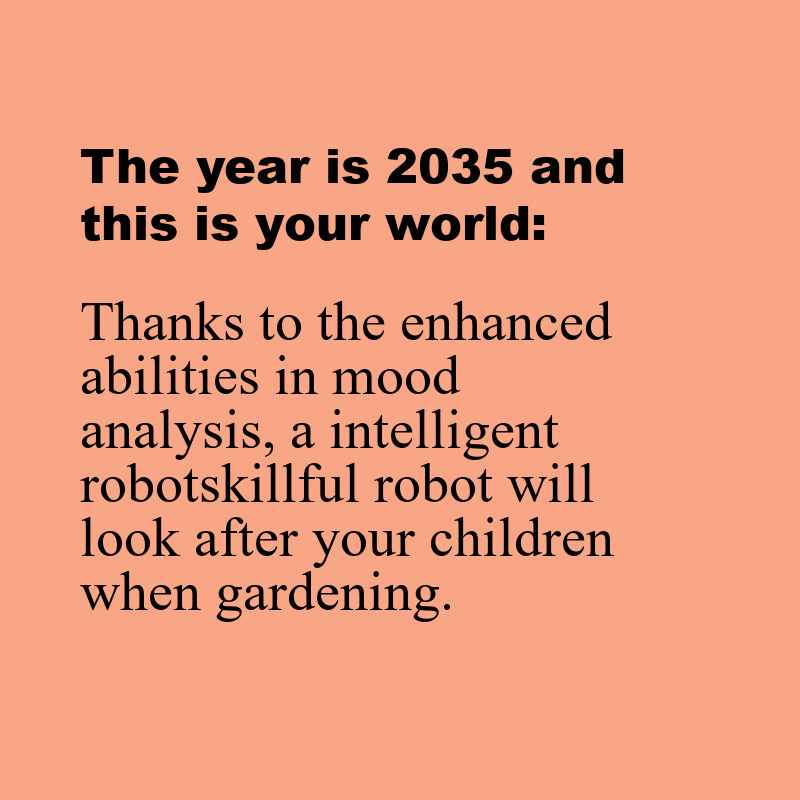 The year is 2035 and
this is your world:
Thanks to the enhanced
abilities in mood
analysis, a intelligent
robotskillful robot will
look after your children
when gardening.